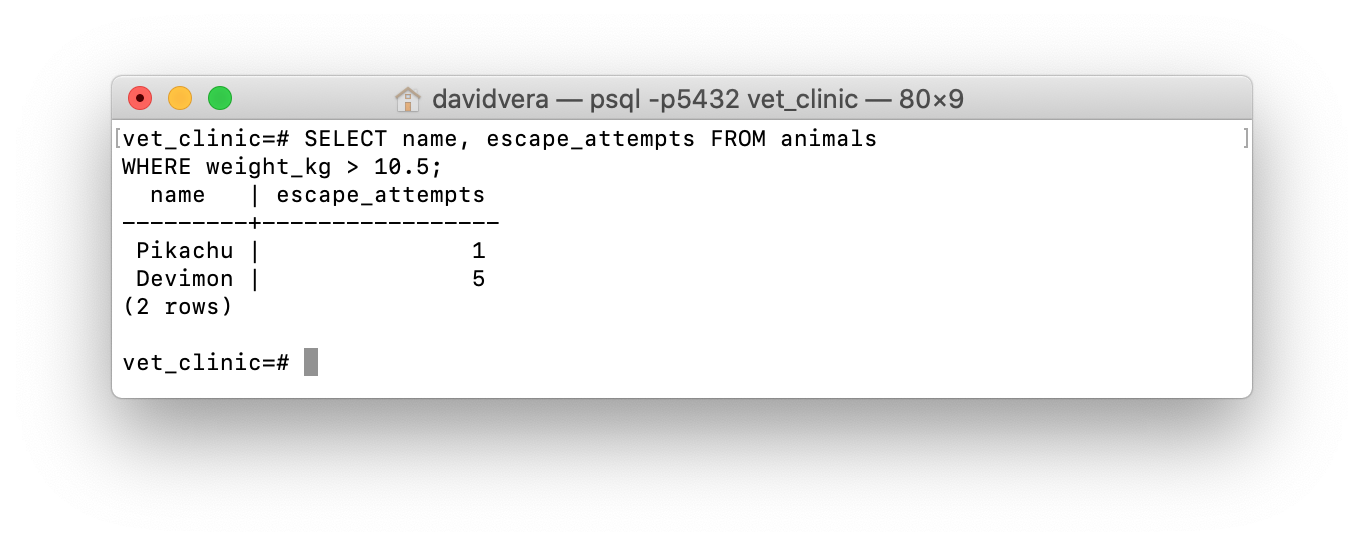 davidvera — psql -p5432 vet_clinic — 80×9
[vet_clinic=# SELECT name, escape_attempts FROM animals ]
WHERE weight_kg > 10.5;
  name   | escape_attempts
---------+-----------------
 Pikachu |               1
 Devimon |               5
(2 rows)
vet_clinic=#